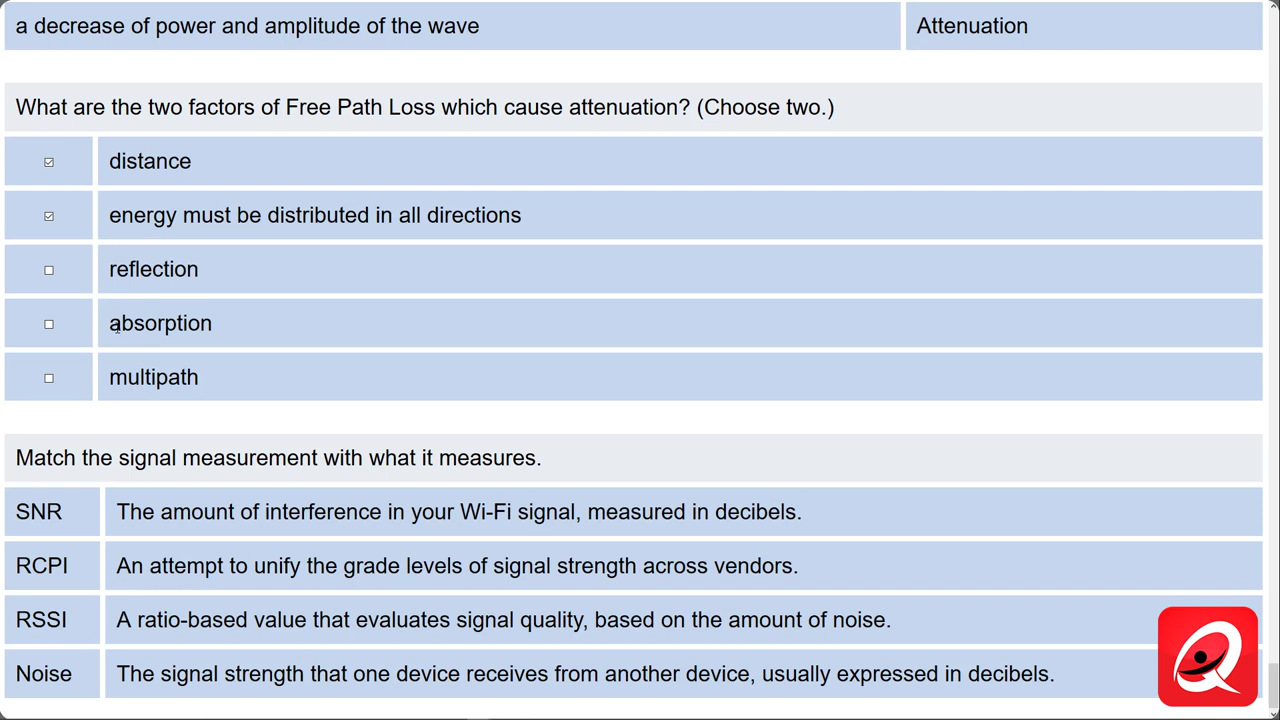 a decrease of power and amplitude of the wave Attenuation
What are the two factors of Free Path Loss which cause attenuation? (Choose two.)
distance
energy must be distributed in all directions
reflection
absorption
multipath
Match the signal measurement with what it measures.
SNR The amount of interference in your Wi-Fi signal, measured in decibels.
RCPI An attempt to unify the grade levels of signal strength across vendors.
RSSI A ratio-based value that evaluates signal quality, based on the amount of noise.
Noise The signal strength that one device receives from another device, usually expressed in decibels.